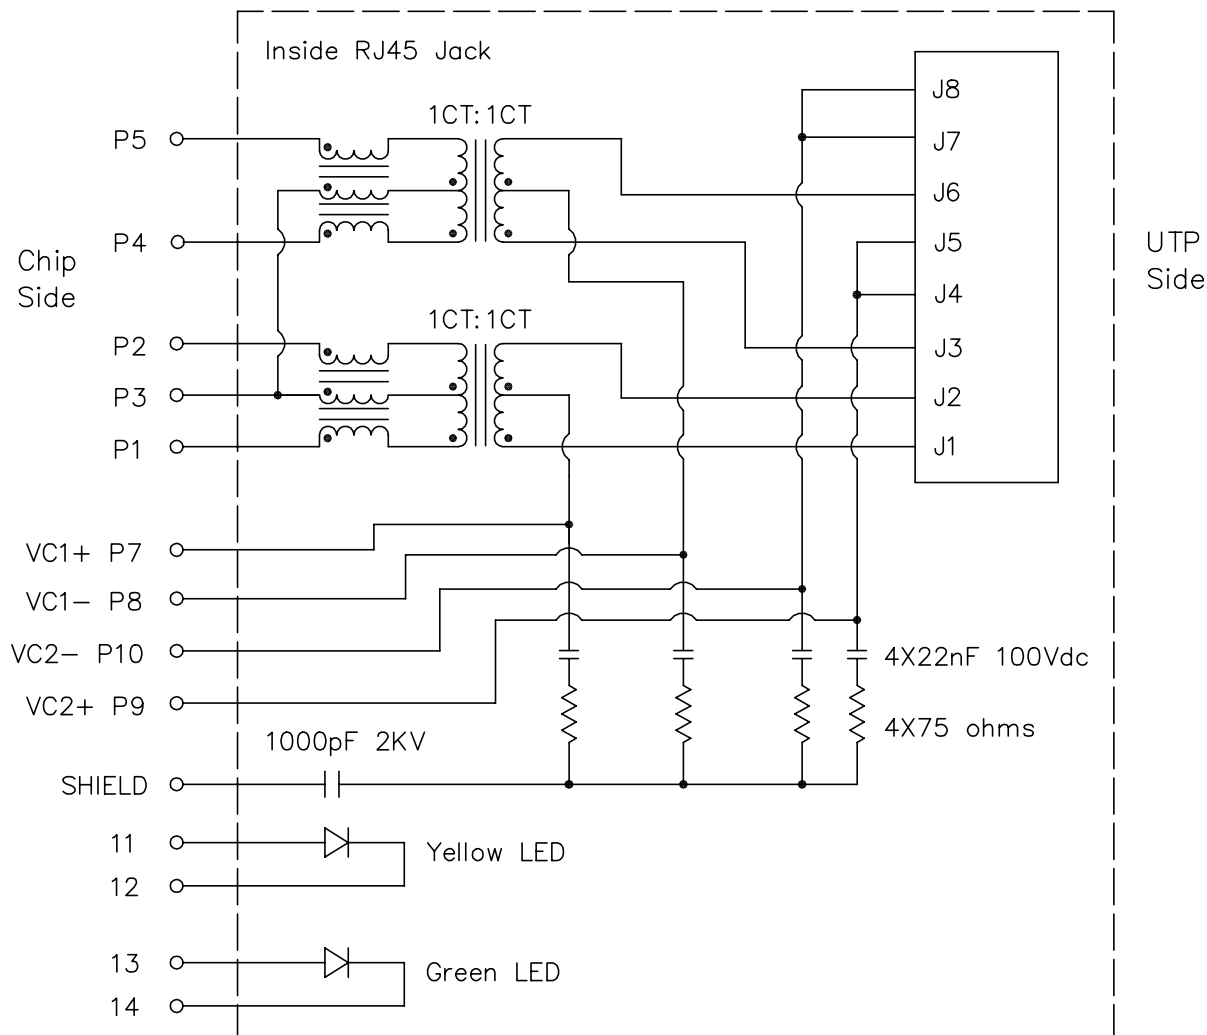 Inside RJ45 Jack
J8
1CT:1CT
P5
J7
J6
P4
J5
UTP
Side
Chip
Side
J4
1CT:1CT
P2
J3
P3
J2
P1
J1
VC1+ P7
VC1- P8
VC2- P10
4X22nF 100Vdc
VC2+ P9
4X75 ohms
1000pF 2KV
SHIELD
11
Yellow LED
12
13
Green LED
14